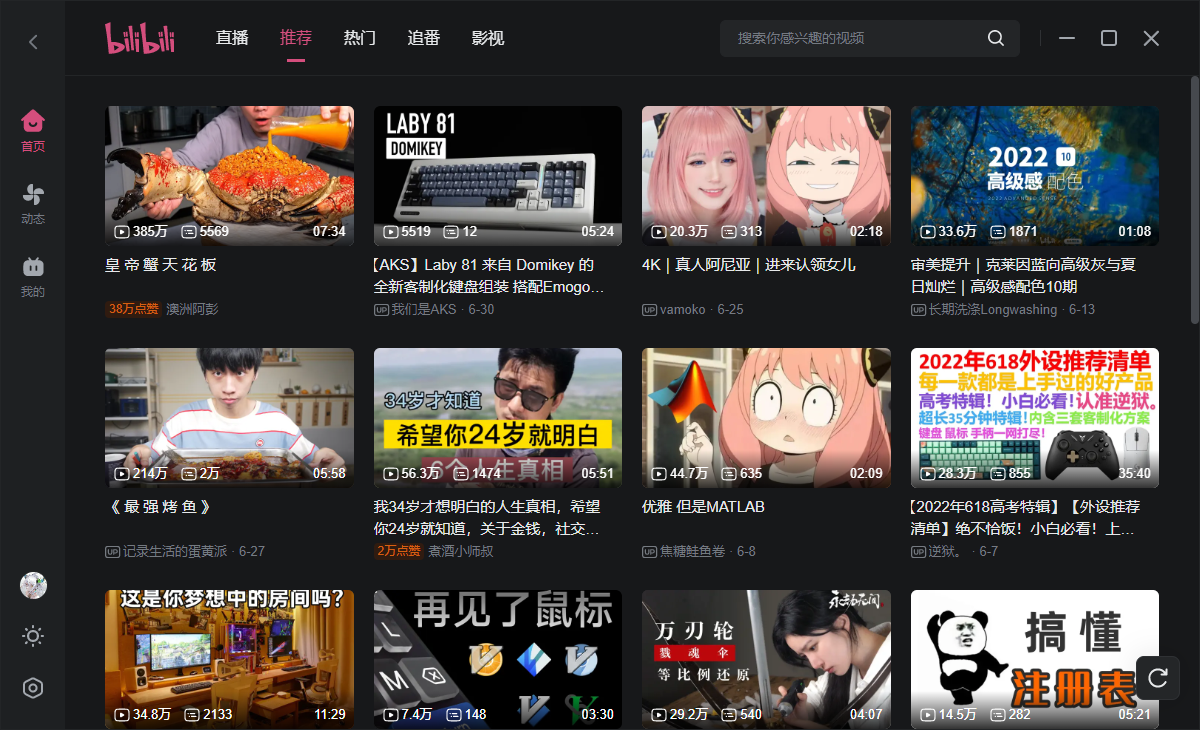 bilibili
直播
推荐
热门
追番
影视
搜索你感兴趣的视频
首页
动态
我的
385万 5569 07:34
皇 帝 蟹 天 花 板
38万点赞 澳洲阿彭
LABY 81
DOMIKEY
5519 12 05:24
【AKS】Laby 81 来自 Domikey 的
全新客制化键盘组装 搭配Emogo…
UP 我们是AKS · 6-30
20.3万 313 02:18
4K｜真人阿尼亚｜进来认领女儿
UP vamoko · 6-25
2022 10
高级感 配色
33.6万 1871 01:08
审美提升｜克莱因蓝向高级灰与夏
日灿烂｜高级感配色10期
UP 长期洗涤Longwashing · 6-13
214万 2万 05:58
《 最 强 烤 鱼 》
UP 记录生活的蛋黄派 · 6-27
34岁才知道
希望你24岁就明白
6个人生真相
56.3万 1474 05:51
我34岁才想明白的人生真相，希望
你24岁就知道，关于金钱，社交…
2万点赞 煮酒小师叔
44.7万 635 02:09
优雅 但是MATLAB
UP 焦糖鲑鱼卷 · 6-8
2022年618外设推荐清单
每一款都是上手过的好产品
高考特辑！小白必看！认准逆狱。
超长35分钟特辑！内含三套客制化方案
键盘 鼠标 手柄一网打尽！
28.3万 855 35:40
【2022年618高考特辑】【外设推荐
清单】绝不恰饭！小白必看！上…
UP 逆狱。 · 6-7
这是你梦想中的房间吗？
34.8万 2133 11:29
再见了鼠标
L
M
7.4万 148 03:30
永劫无间
万刃轮
戮魂伞
等比例还原
29.2万 540 04:07
搞懂
注册表
14.5万 282 05:21